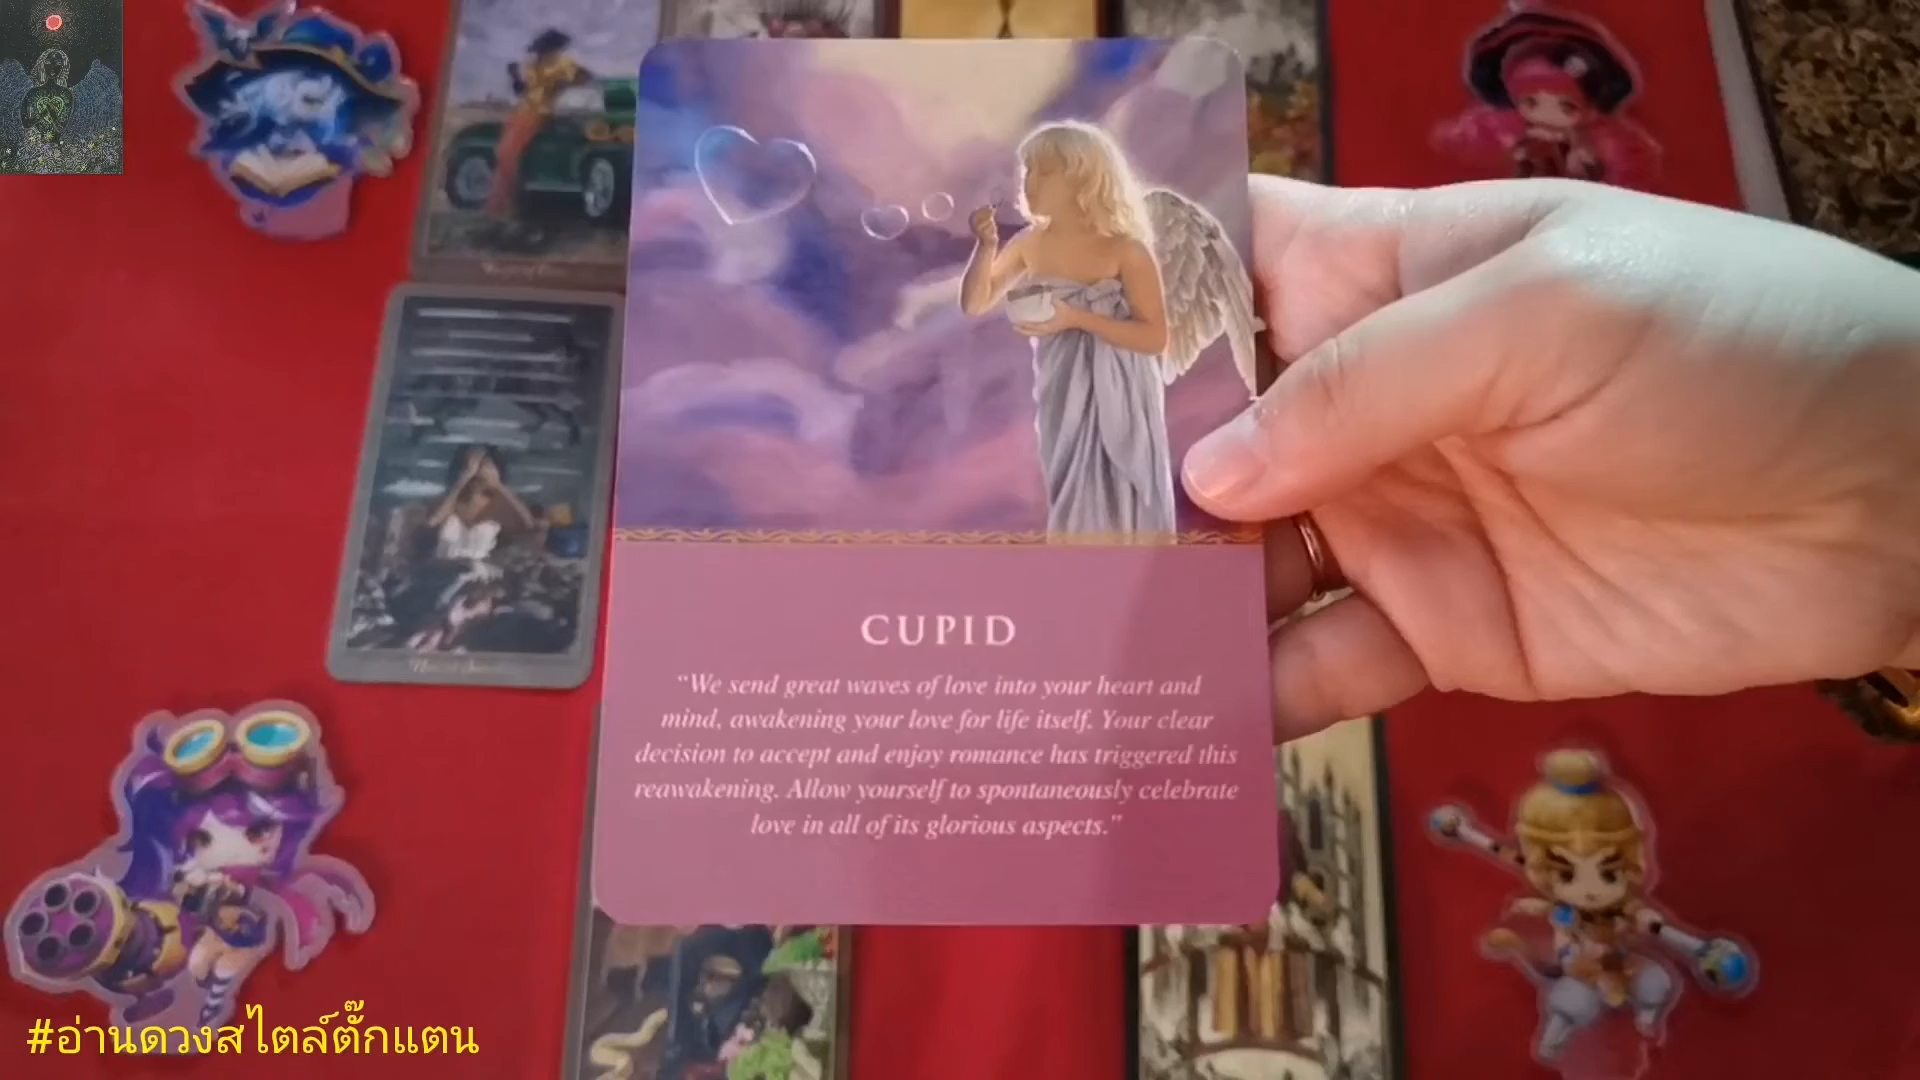 CUPID
"We send great waves of love into your heart and
mind, awakening your love for life itself. Your clear
decision to accept and enjoy romance has triggered this
reawakening. Allow yourself to spontaneously celebrate
love in all of its glorious aspects."
#อ่านดวงสไตล์ตั๊กแตน